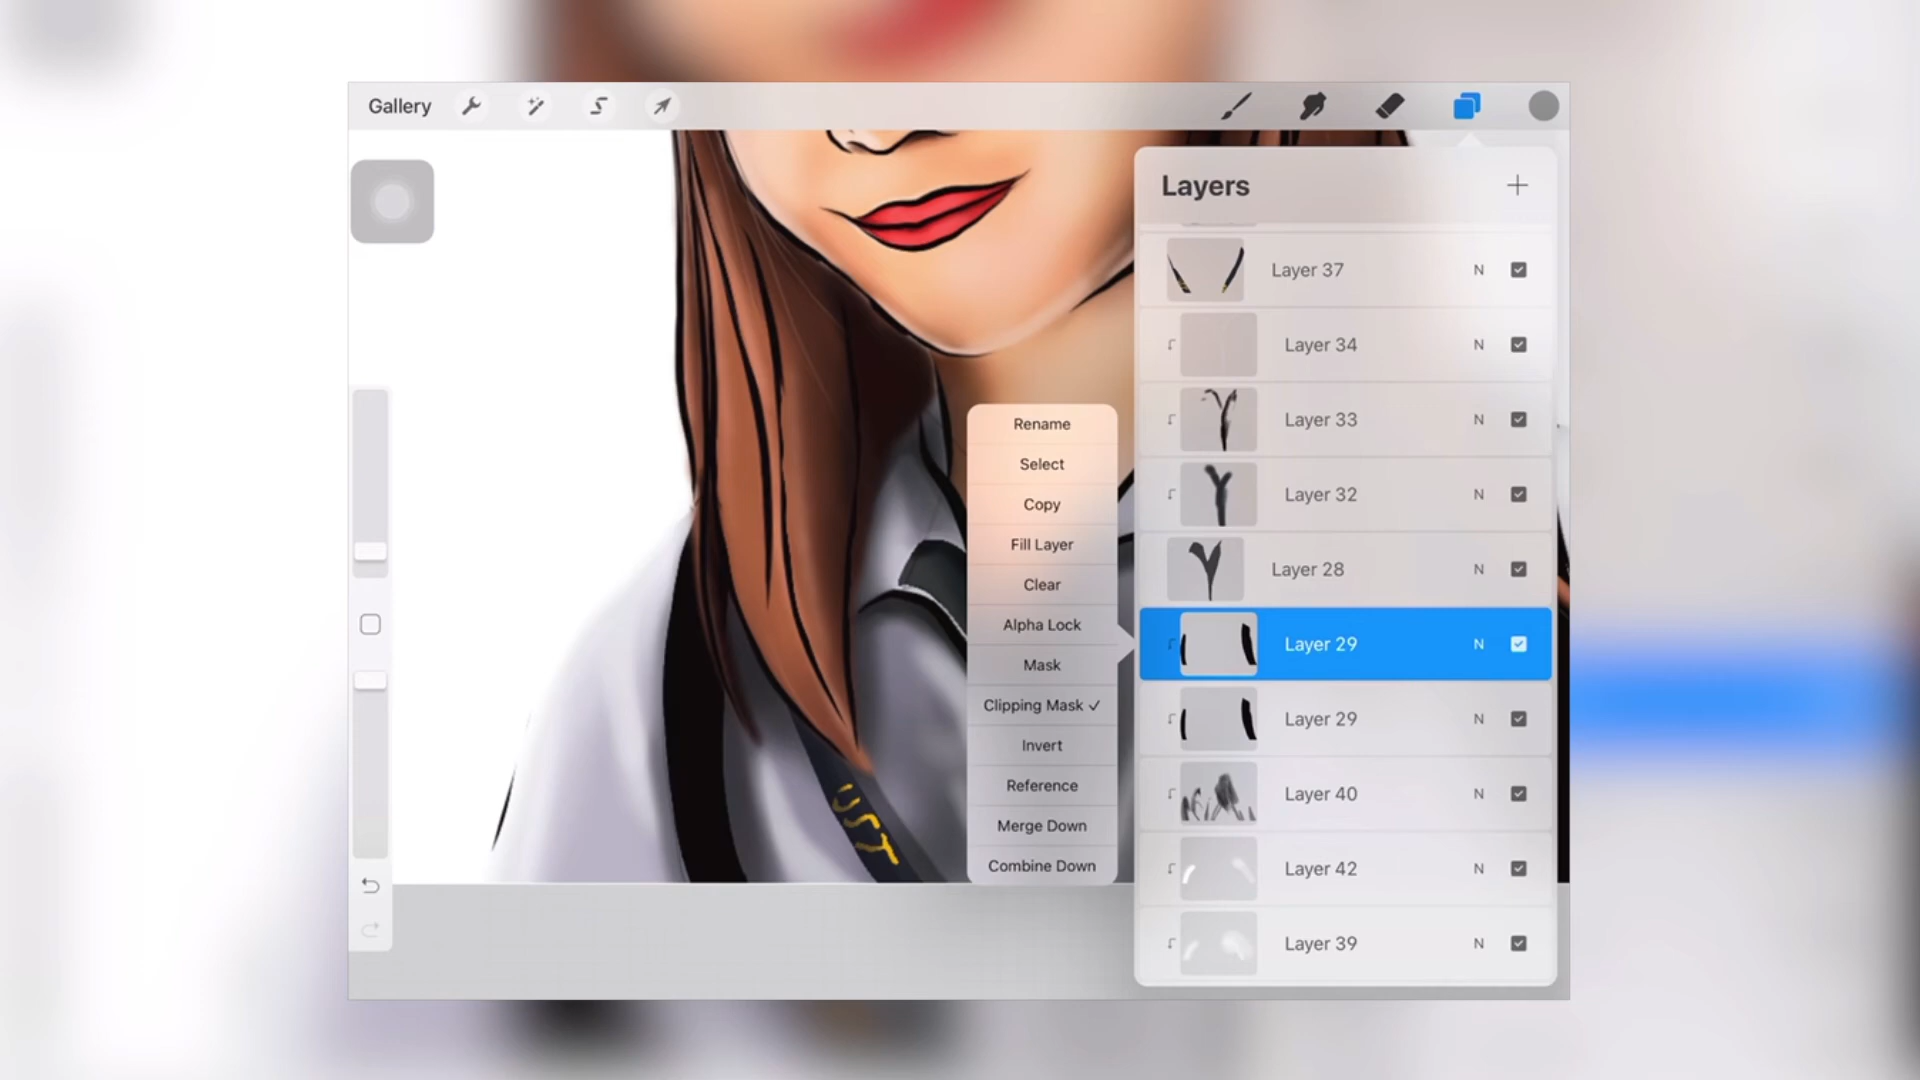 Gallery
Layers
Layer 37 N
Layer 34 N
Layer 33 N
Layer 32 N
Layer 28 N
Layer 29 N
Layer 29 N
Layer 40 N
Layer 42 N
Layer 39 N
Rename
Select
Copy
Fill Layer
Clear
Alpha Lock
Mask
Clipping Mask ✓
Invert
Reference
Merge Down
Combine Down
UST